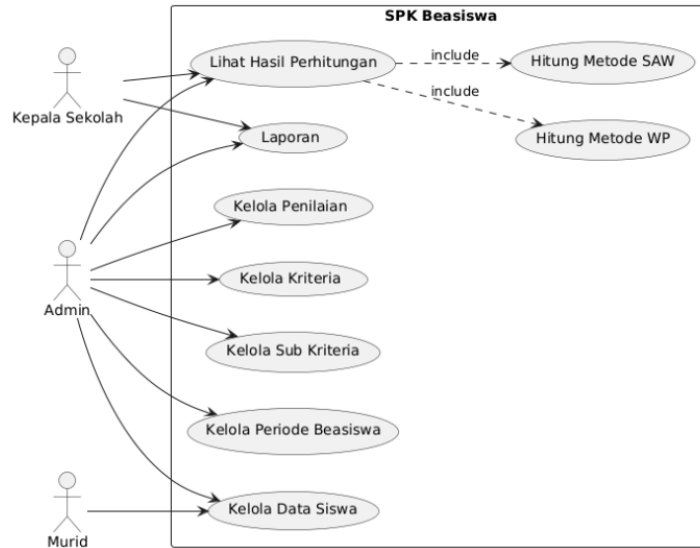 SPK Beasiswa
Kepala Sekolah
Lihat Hasil Perhitungan
include
Hitung Metode SAW
include
Hitung Metode WP
Laporan
Kelola Penilaian
Kelola Kriteria
Admin
Kelola Sub Kriteria
Kelola Periode Beasiswa
Kelola Data Siswa
Murid